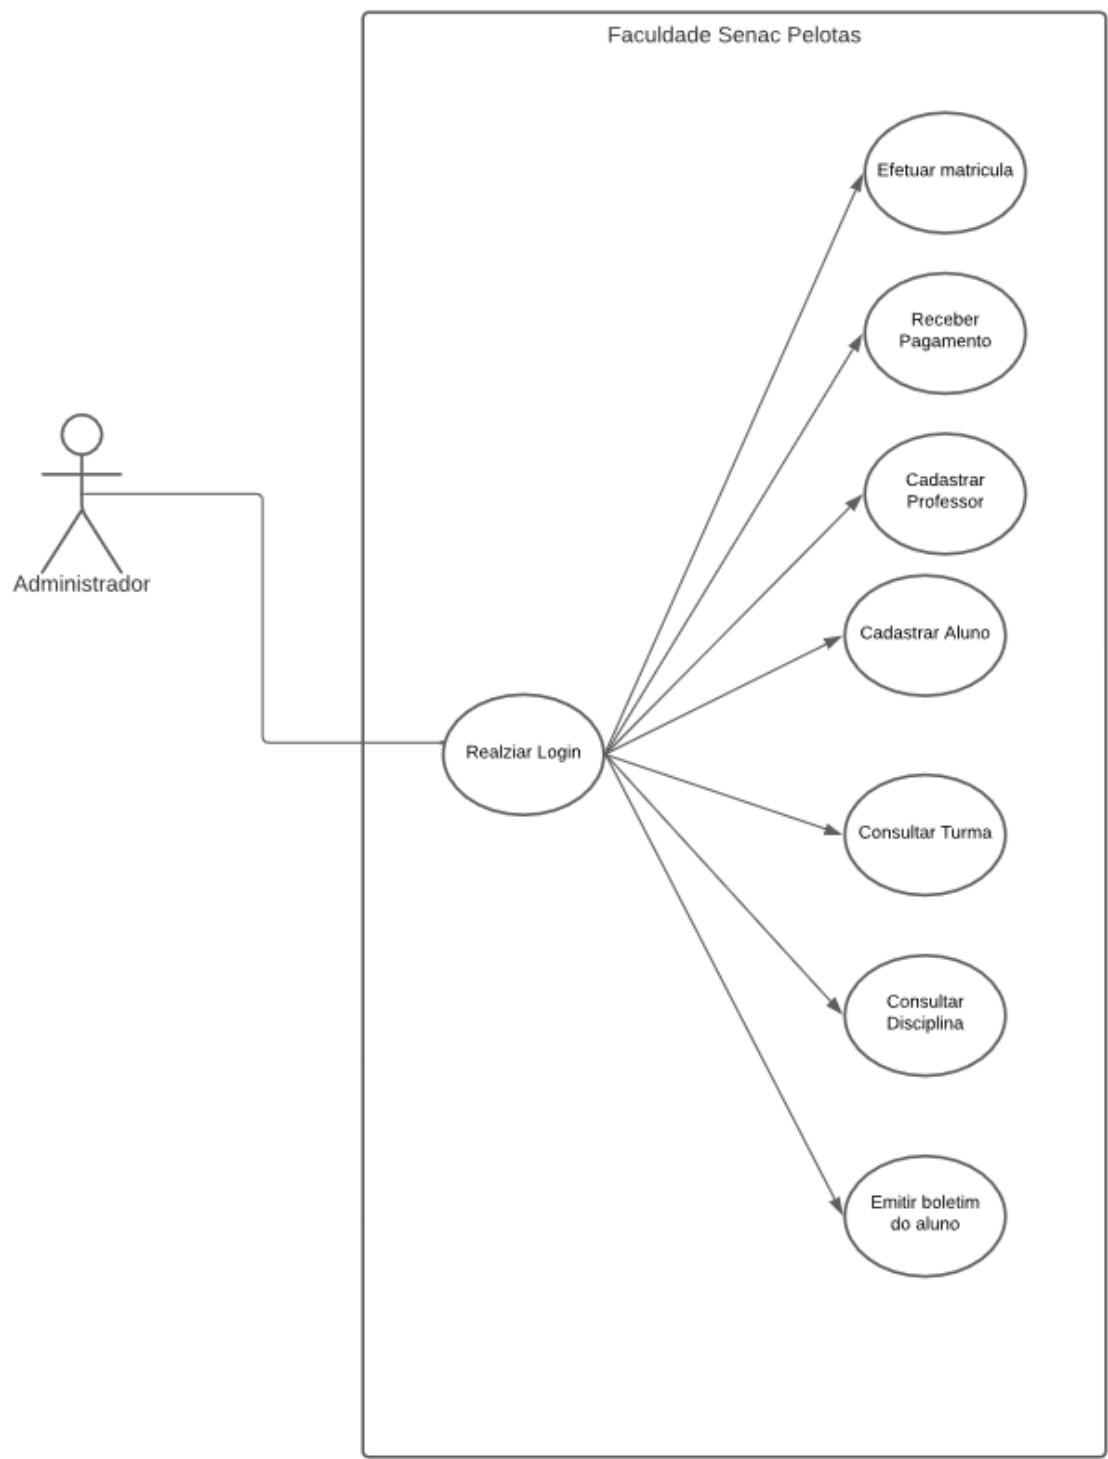 Faculdade Senac Pelotas
Efetuar matricula
Receber
Pagamento
Cadastrar
Professor
Administrador
Cadastrar Aluno
Realziar Login
Consultar Turma
Consultar
Disciplina
Emitir boletim
do aluno